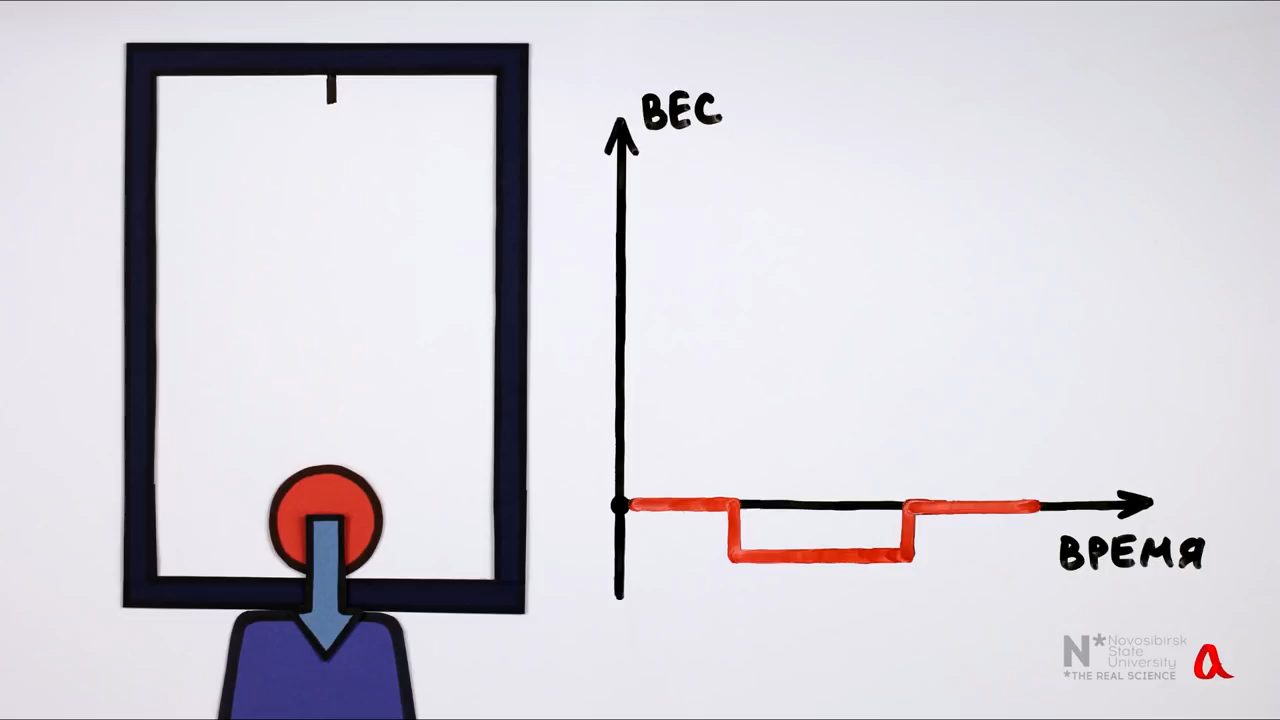 ВЕС
ВРЕМЯ
N* Novosibirsk
State
University
*THE REAL SCIENCE
a